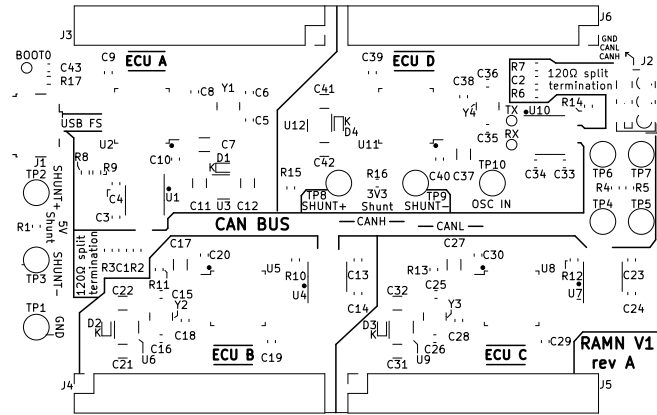 J3
J6
BOOT0
C43
R17
C9
ECU A
C39
ECU D
GND
CANL
CANH
J2
R7
C2
R6
120Ω split
termination
R14
C8
Y1
C6
C5
C41
C38
C36
Y4
TX
U10
RX
C35
USB FS
U2
U12
K
D4
U11
C7
C10
D1
K
C42
C40
C37
TP10
C34
C33
TP6
TP7
J1
TP2
R8
R9
C4
C3
U1
C11
U3
C12
R15
R16
3V3
Shunt
TP8
SHUNT+
TP9
SHUNT-
OSC IN
R4
R5
TP4
TP5
SHUNT+
5V
Shunt
R1
SHUNT-
TP3
CAN BUS
CANH
CANL
120Ω split
termination
R3
C1
R2
C17
C20
R11
U5
R10
U4
C13
C14
C27
C30
R13
U8
R12
U7
C23
C24
TP1
GND
C22
C15
Y2
C18
C16
D2
K
U6
C21
ECU B
C19
C32
C25
Y3
C28
C26
D3
K
U9
C31
ECU C
C29
RAMN V1
rev A
J4
J5